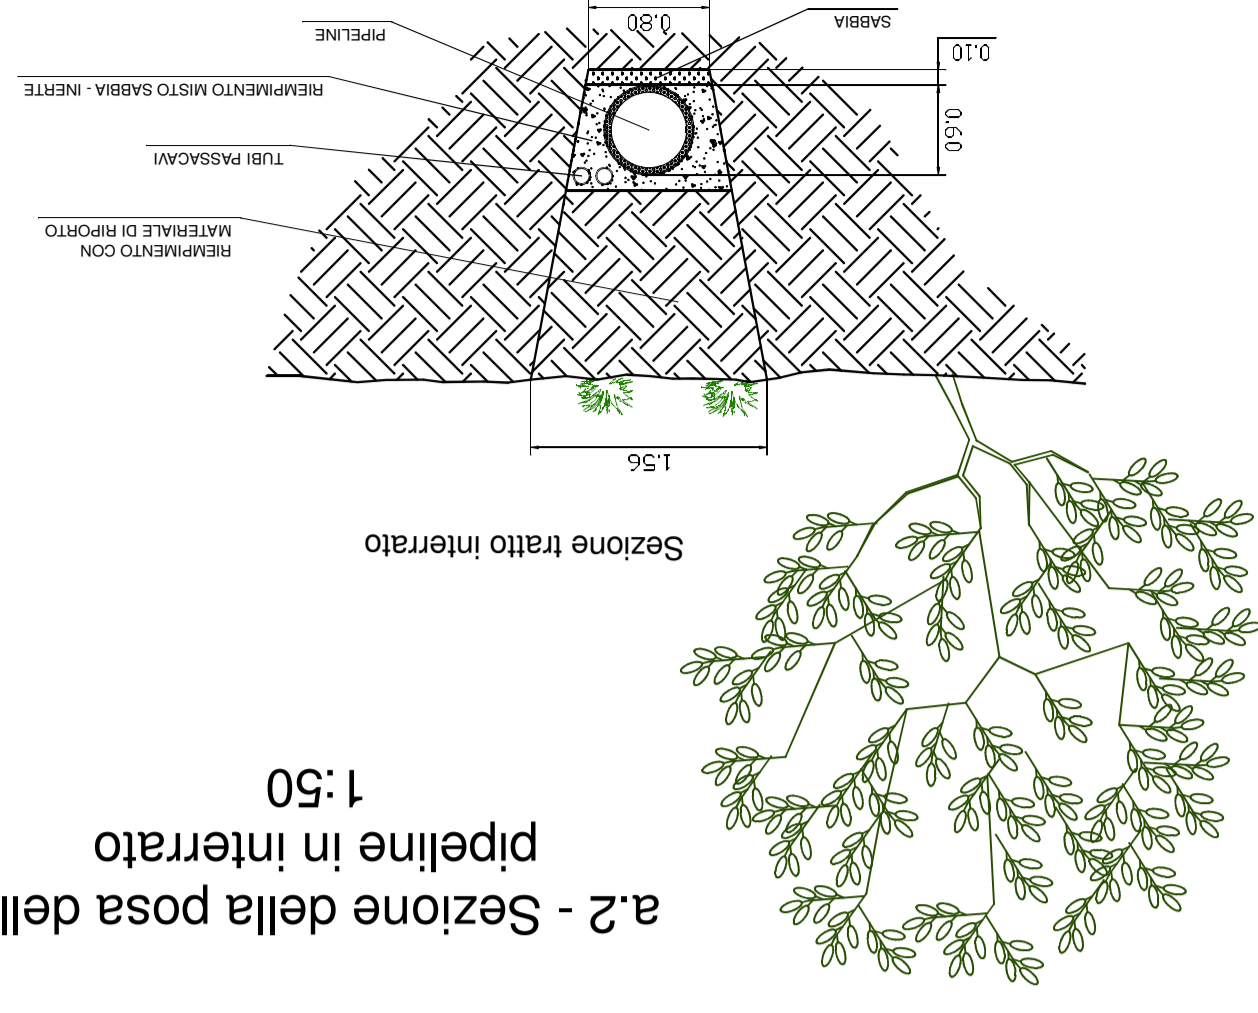 a.2 - Sezione della posa dell
pipeline in interrato
1:50
Sezione tratto interrato
1.56
RIEMPIMENTO CON
MATERIALE DI RIPORTO
TUBI PASSACAVI
RIEMPIMENTO MISTO SABBIA - INERTE
PIPELINE
0.60
0.10
SABBIA
0.80